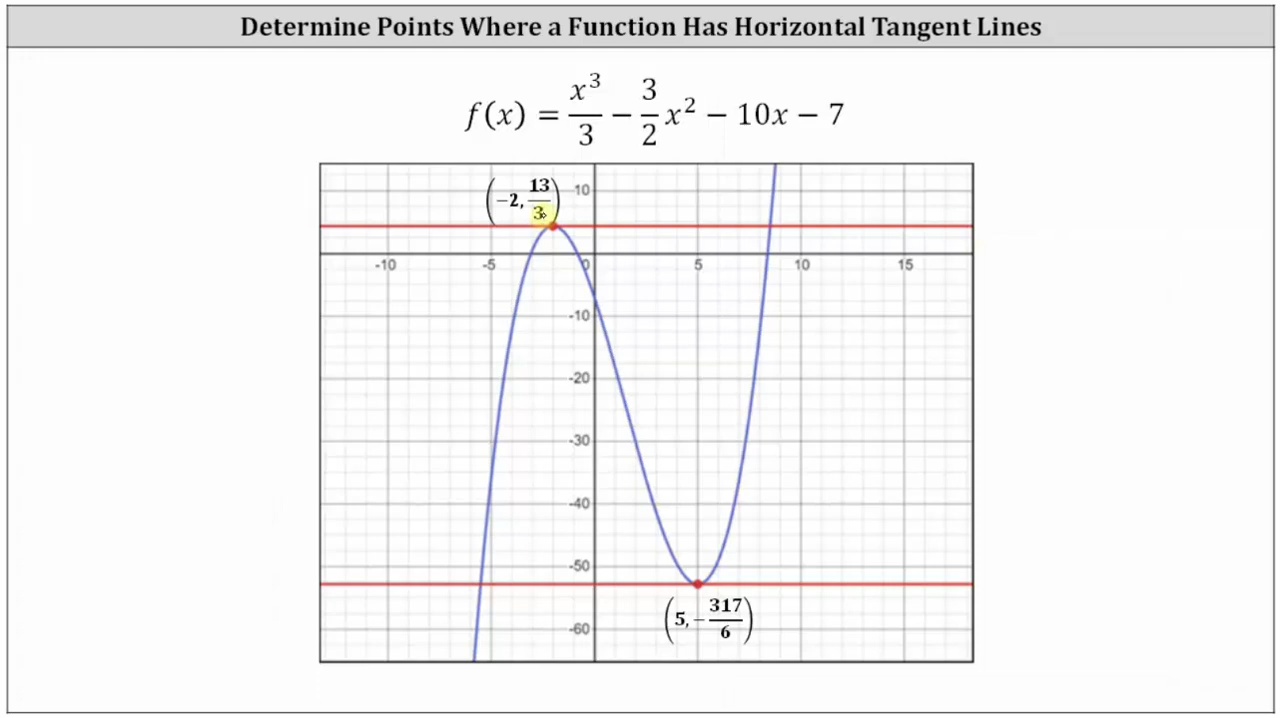 Determine Points Where a Function Has Horizontal Tangent Lines
f(x) = x³/3 − 3/2 x² − 10x − 7
(−2, 13/3)
10
-10 -5 0 5 10 15
-10
-20
-30
-40
-50
-60
(5, − 317/6)